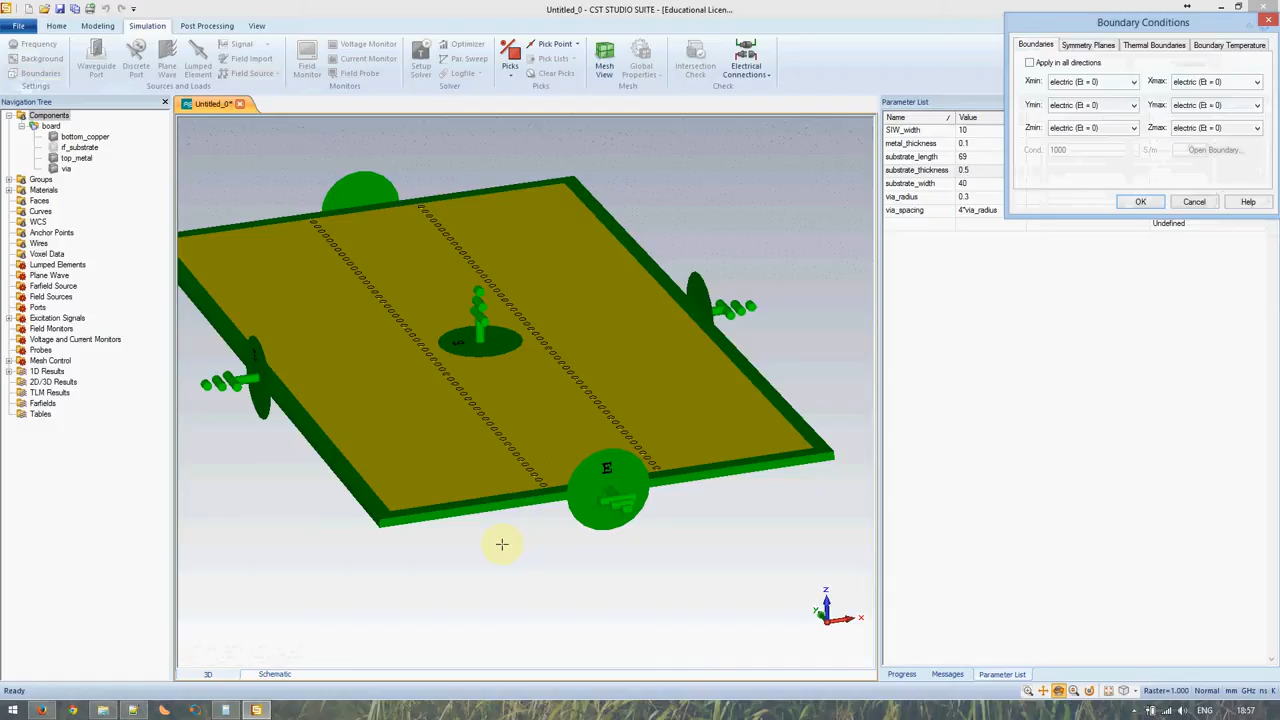 Untitled_0 - CST STUDIO SUITE - [Educational Licen...
File Home Modeling Simulation Post Processing View
Frequency
Background
Boundaries
Settings
Waveguide Port
Discrete Port
Plane Wave
Lumped Element
Signal
Field Import
Field Source
Sources and Loads
Field Monitor
Voltage Monitor
Current Monitor
Field Probe
Monitors
Setup Solver
Optimizer
Par. Sweep
Logfile
Solver
Picks
Pick Point
Pick Lists
Clear Picks
Picks
Mesh View
Global Properties
Mesh
Intersection Check
Check
Electrical Connections
Boundary Conditions
Boundaries Symmetry Planes Thermal Boundaries Boundary Temperature
Apply in all directions
Xmin: electric (Et = 0) Xmax: electric (Et = 0)
Ymin: electric (Et = 0) Ymax: electric (Et = 0)
Zmin: electric (Et = 0) Zmax: electric (Et = 0)
Cond.: 1000 S/m Open Boundary...
OK Cancel Help
Navigation Tree
Components
board
bottom_copper
rf_substrate
top_metal
via
Groups
Materials
Faces
Curves
WCS
Anchor Points
Wires
Voxel Data
Lumped Elements
Plane Wave
Farfield Source
Field Sources
Ports
Excitation Signals
Field Monitors
Voltage and Current Monitors
Probes
Mesh Control
1D Results
2D/3D Results
TLM Results
Farfields
Tables
Untitled_0*
E
z
y
x
3D Schematic
Parameter List
Name Value
SIW_width 10
metal_thickness 0.1
substrate_length 69
substrate_thickness 0.5
substrate_width 40
via_radius 0.3
via_spacing 4*via_radius
Undefined
Progress Messages Parameter List
Ready
Raster=1.000 Normal mm GHz ns K
ENG 18:57